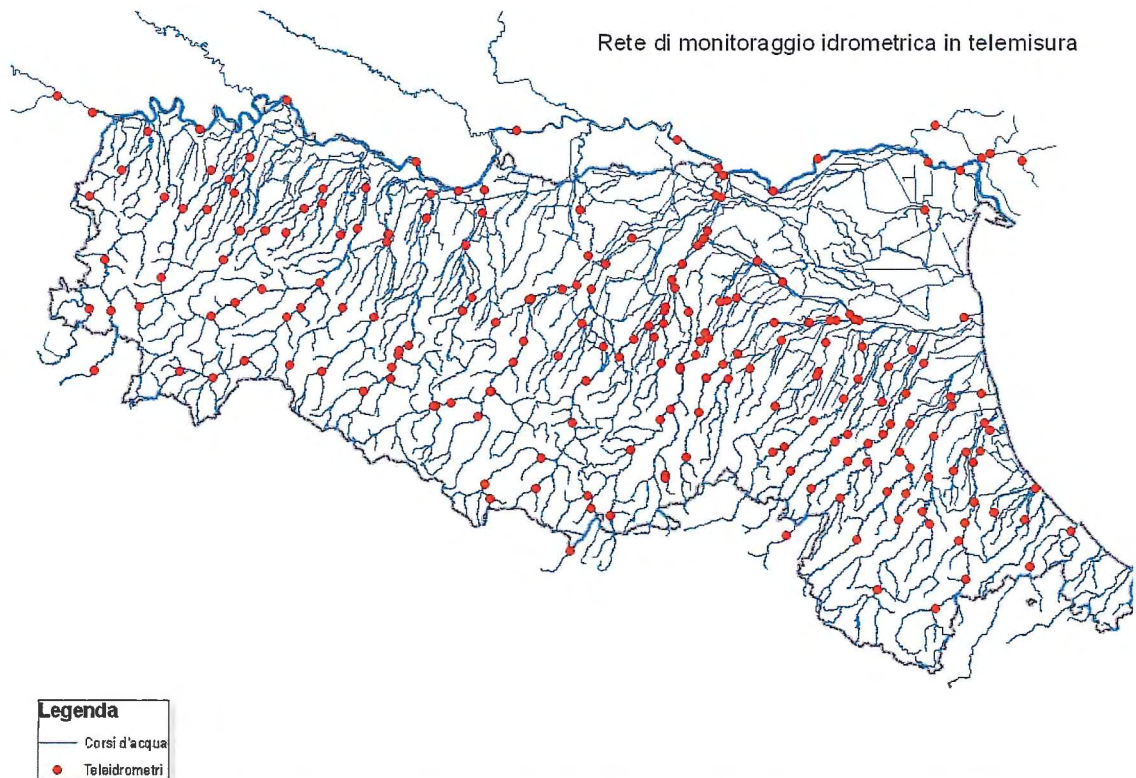 Rete di monitoraggio idrometrica in telemisura
Legenda
Corsi d'acqua
Teleidrometri